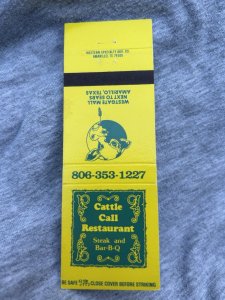 WESTERN SPECIALTY ADV. CO.
AMARILLO, TX 79105
WESTGATE MALL
NEXT TO SEARS
AMARILLO, TEXAS
806-353-1227
Cattle
Call
Restaurant
Steak and
Bar-B-Q
BE SAFE CLOSE COVER BEFORE STRIKING